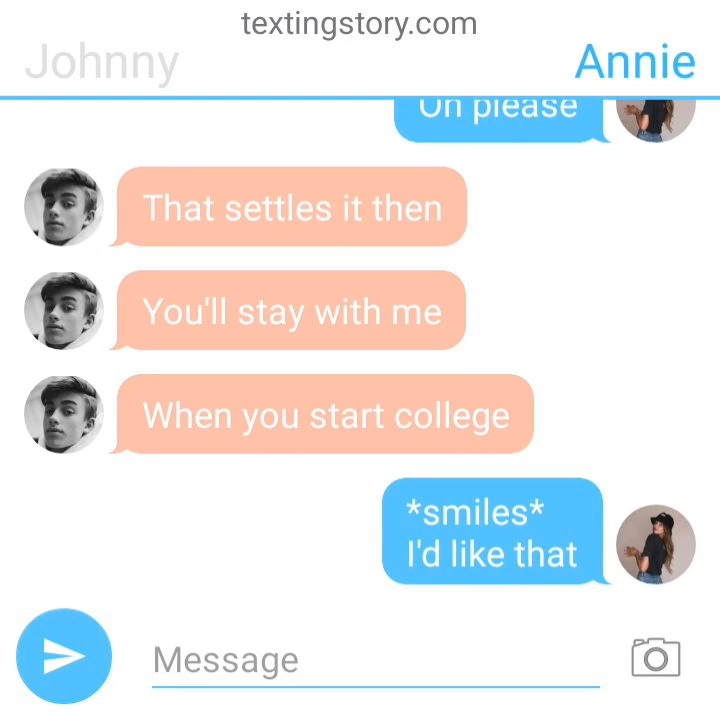 textingstory.com
Johnny Annie
Uh please
That settles it then
You'll stay with me
When you start college
*smiles*
I'd like that
Message